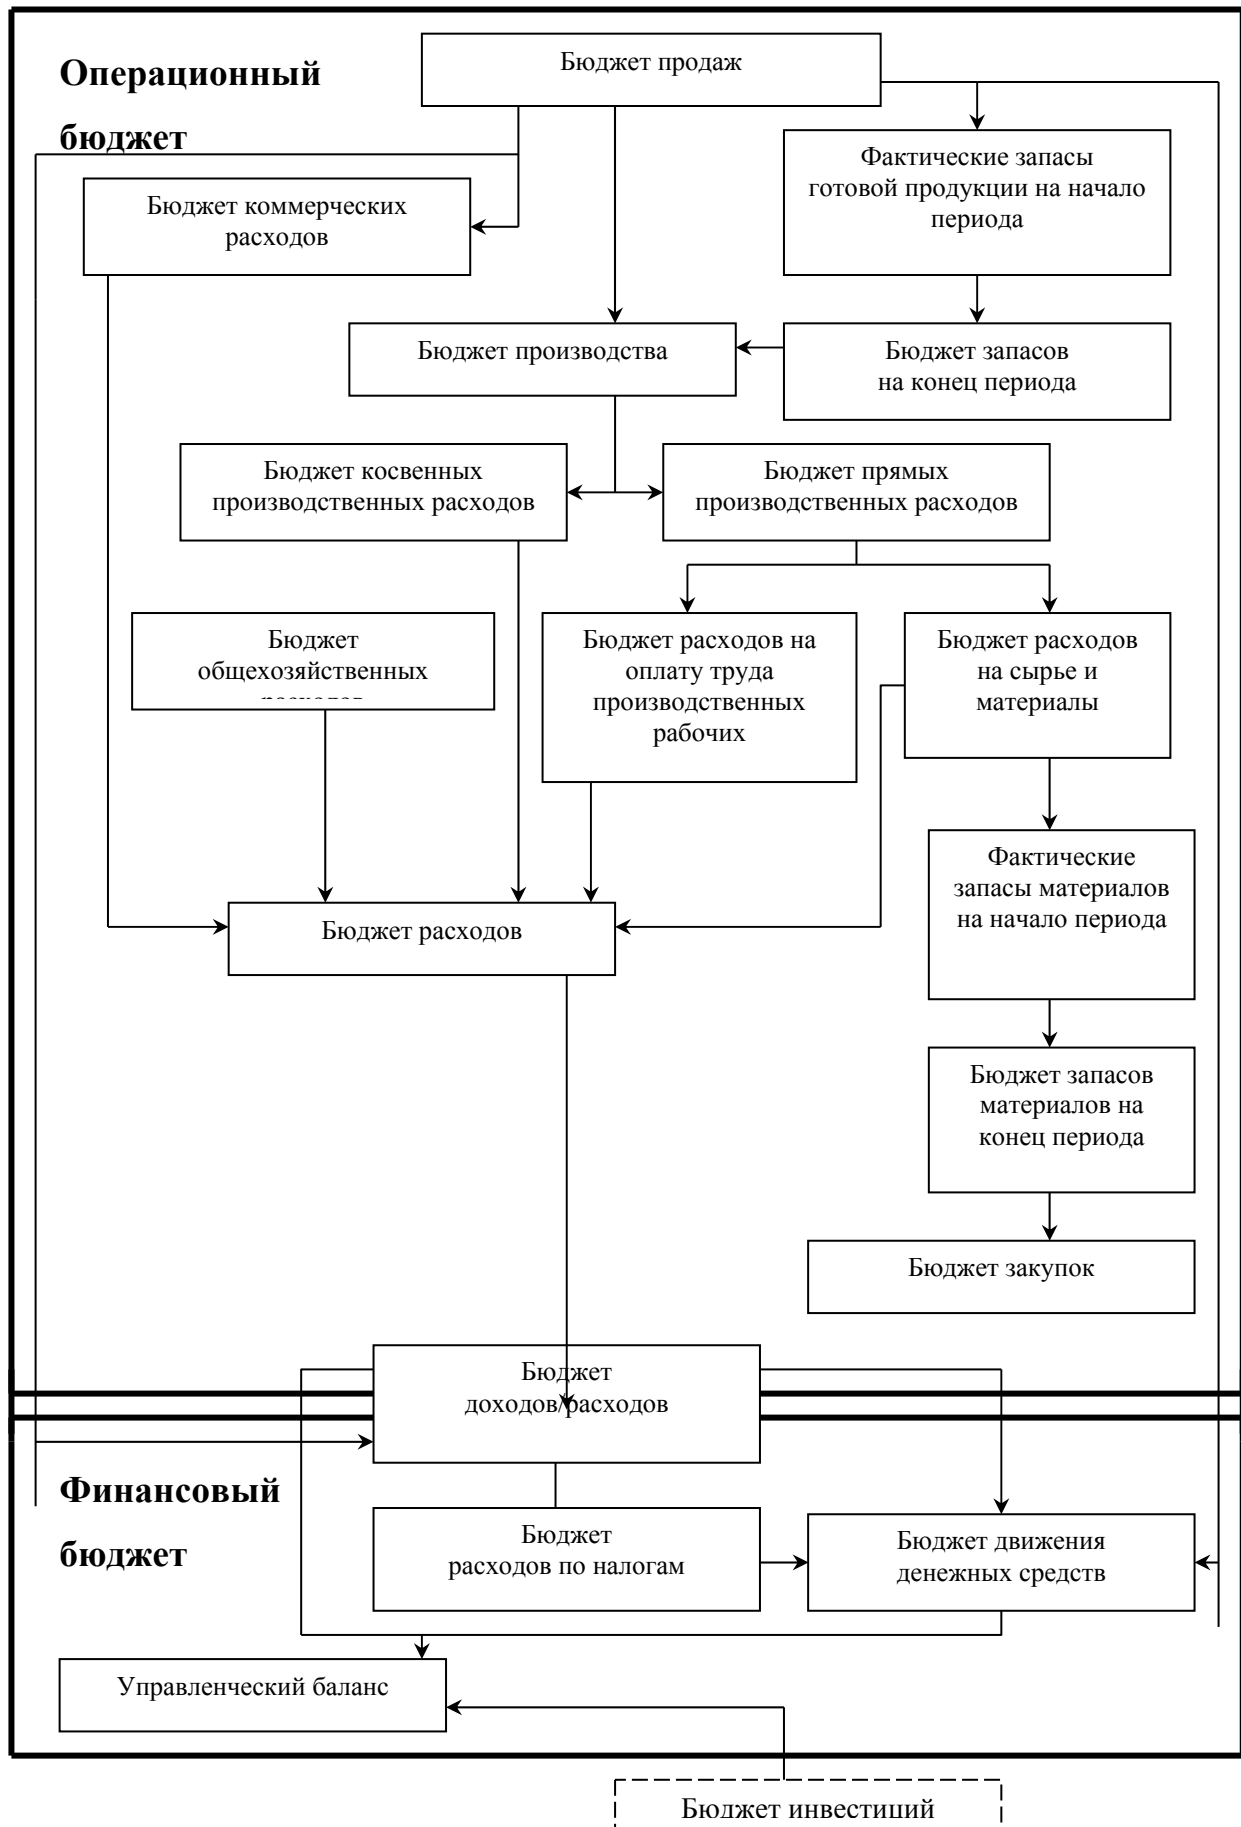 Операционный
бюджет
Бюджет продаж
Фактические запасы
готовой продукции на начало
периода
Бюджет коммерческих
расходов
Бюджет производства
Бюджет запасов
на конец периода
Бюджет косвенных
производственных расходов
Бюджет прямых
производственных расходов
Бюджет
общехозяйственных
расходов
Бюджет расходов на
оплату труда
производственных
рабочих
Бюджет расходов
на сырье и
материалы
Фактические
запасы материалов
на начало периода
Бюджет расходов
Бюджет запасов
материалов на
конец периода
Бюджет закупок
Бюджет
доходов/расходов
Финансовый
бюджет
Бюджет
расходов по налогам
Бюджет движения
денежных средств
Управленческий баланс
Бюджет инвестиций